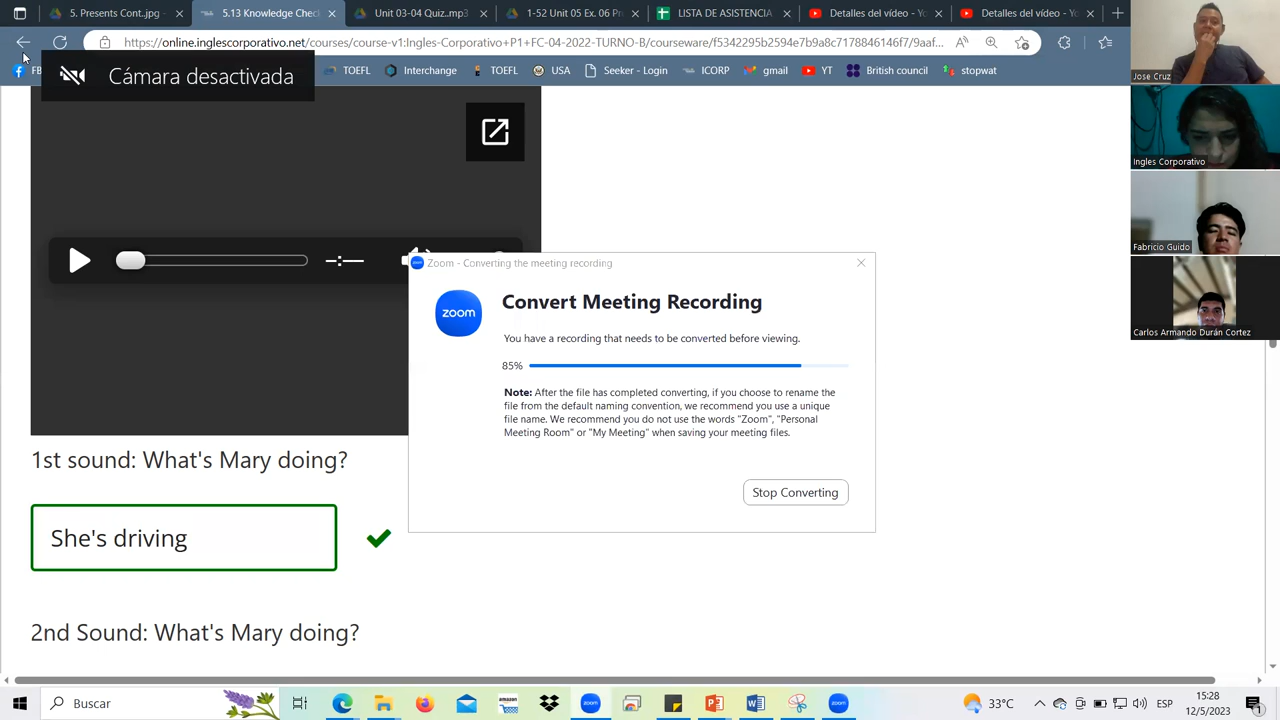 5. Presents Cont..jpg - 
5.13 Knowledge Check
Unit 03-04 Quiz..mp3
1-52 Unit 05 Ex. 06 P
LISTA DE ASISTENCIA
Detalles del vídeo - Yo
Detalles del vídeo - Yo
https://online.inglescorporativo.net/courses/course-v1:Ingles-Corporativo+P1+FC-04-2022-TURNO-B/courseware/f5342295b2594e7b9a8c7178846146f7/9aaf...
FB
TOEFL
Interchange
TOEFL
USA
Seeker - Login
ICORP
gmail
YT
British council
stopwat
Cámara desactivada
Jose Cruz
Ingles Corporativo
Fabricio Guido
Carlos Armando Durán Cortez
-:--
Zoom - Converting the meeting recording
zoom
Convert Meeting Recording
You have a recording that needs to be converted before viewing.
85%
Note: After the file has completed converting, if you choose to rename the
file from the default naming convention, we recommend you use a unique
file name. We recommend you do not use the words "Zoom", "Personal
Meeting Room" or "My Meeting" when saving your meeting files.
Stop Converting
1st sound: What's Mary doing?
She's driving
2nd Sound: What's Mary doing?
Buscar
amazon
zoom
zoom
33°C
ESP
15:28
12/5/2023
1